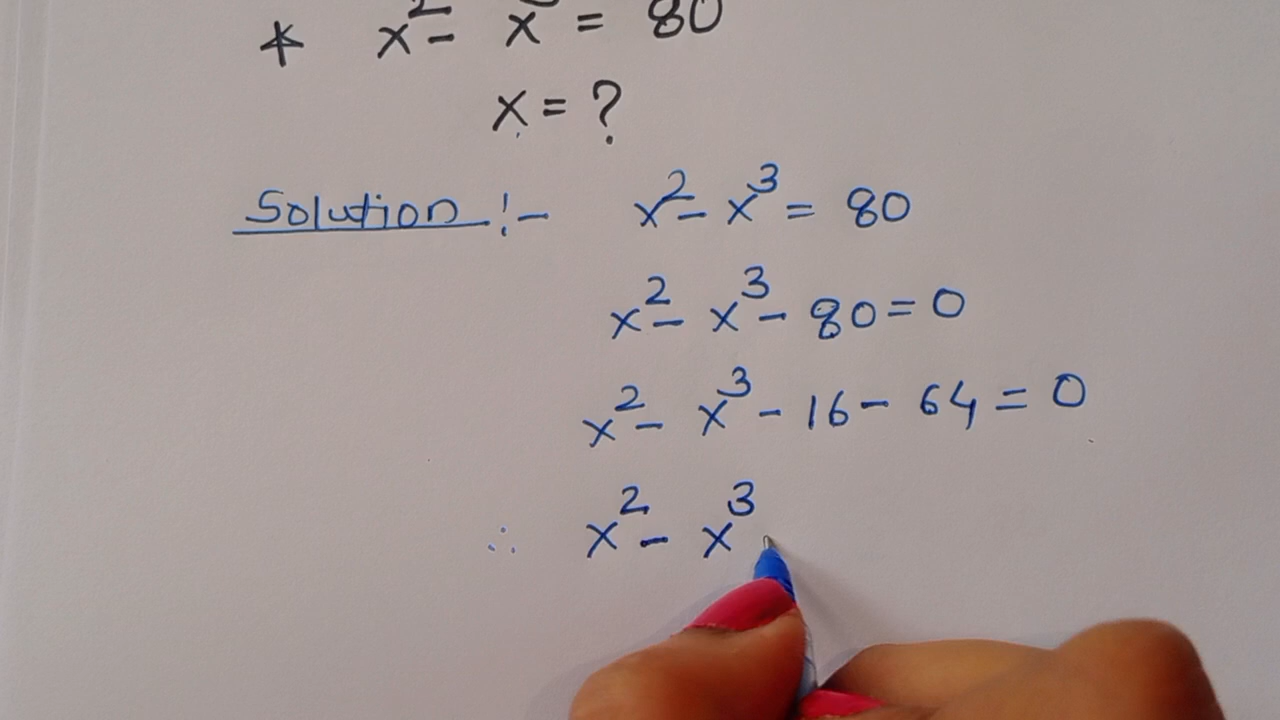 * x² - x³ = 80
x = ?
Solution :- x² - x³ = 80
x² - x³ - 80 = 0
x² - x³ - 16 - 64 = 0
∴ x² - x³